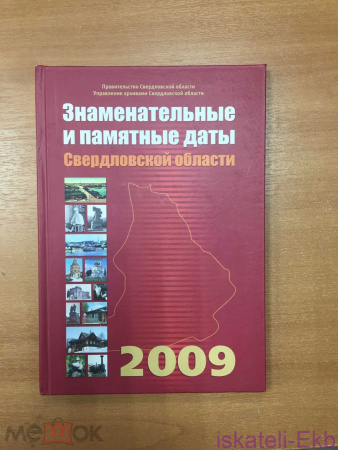 Правительство Свердловской области
Управление архивами Свердловской области
Знаменательные
и памятные даты
Свердловской области
2009
мешок
iskateli-Ekb